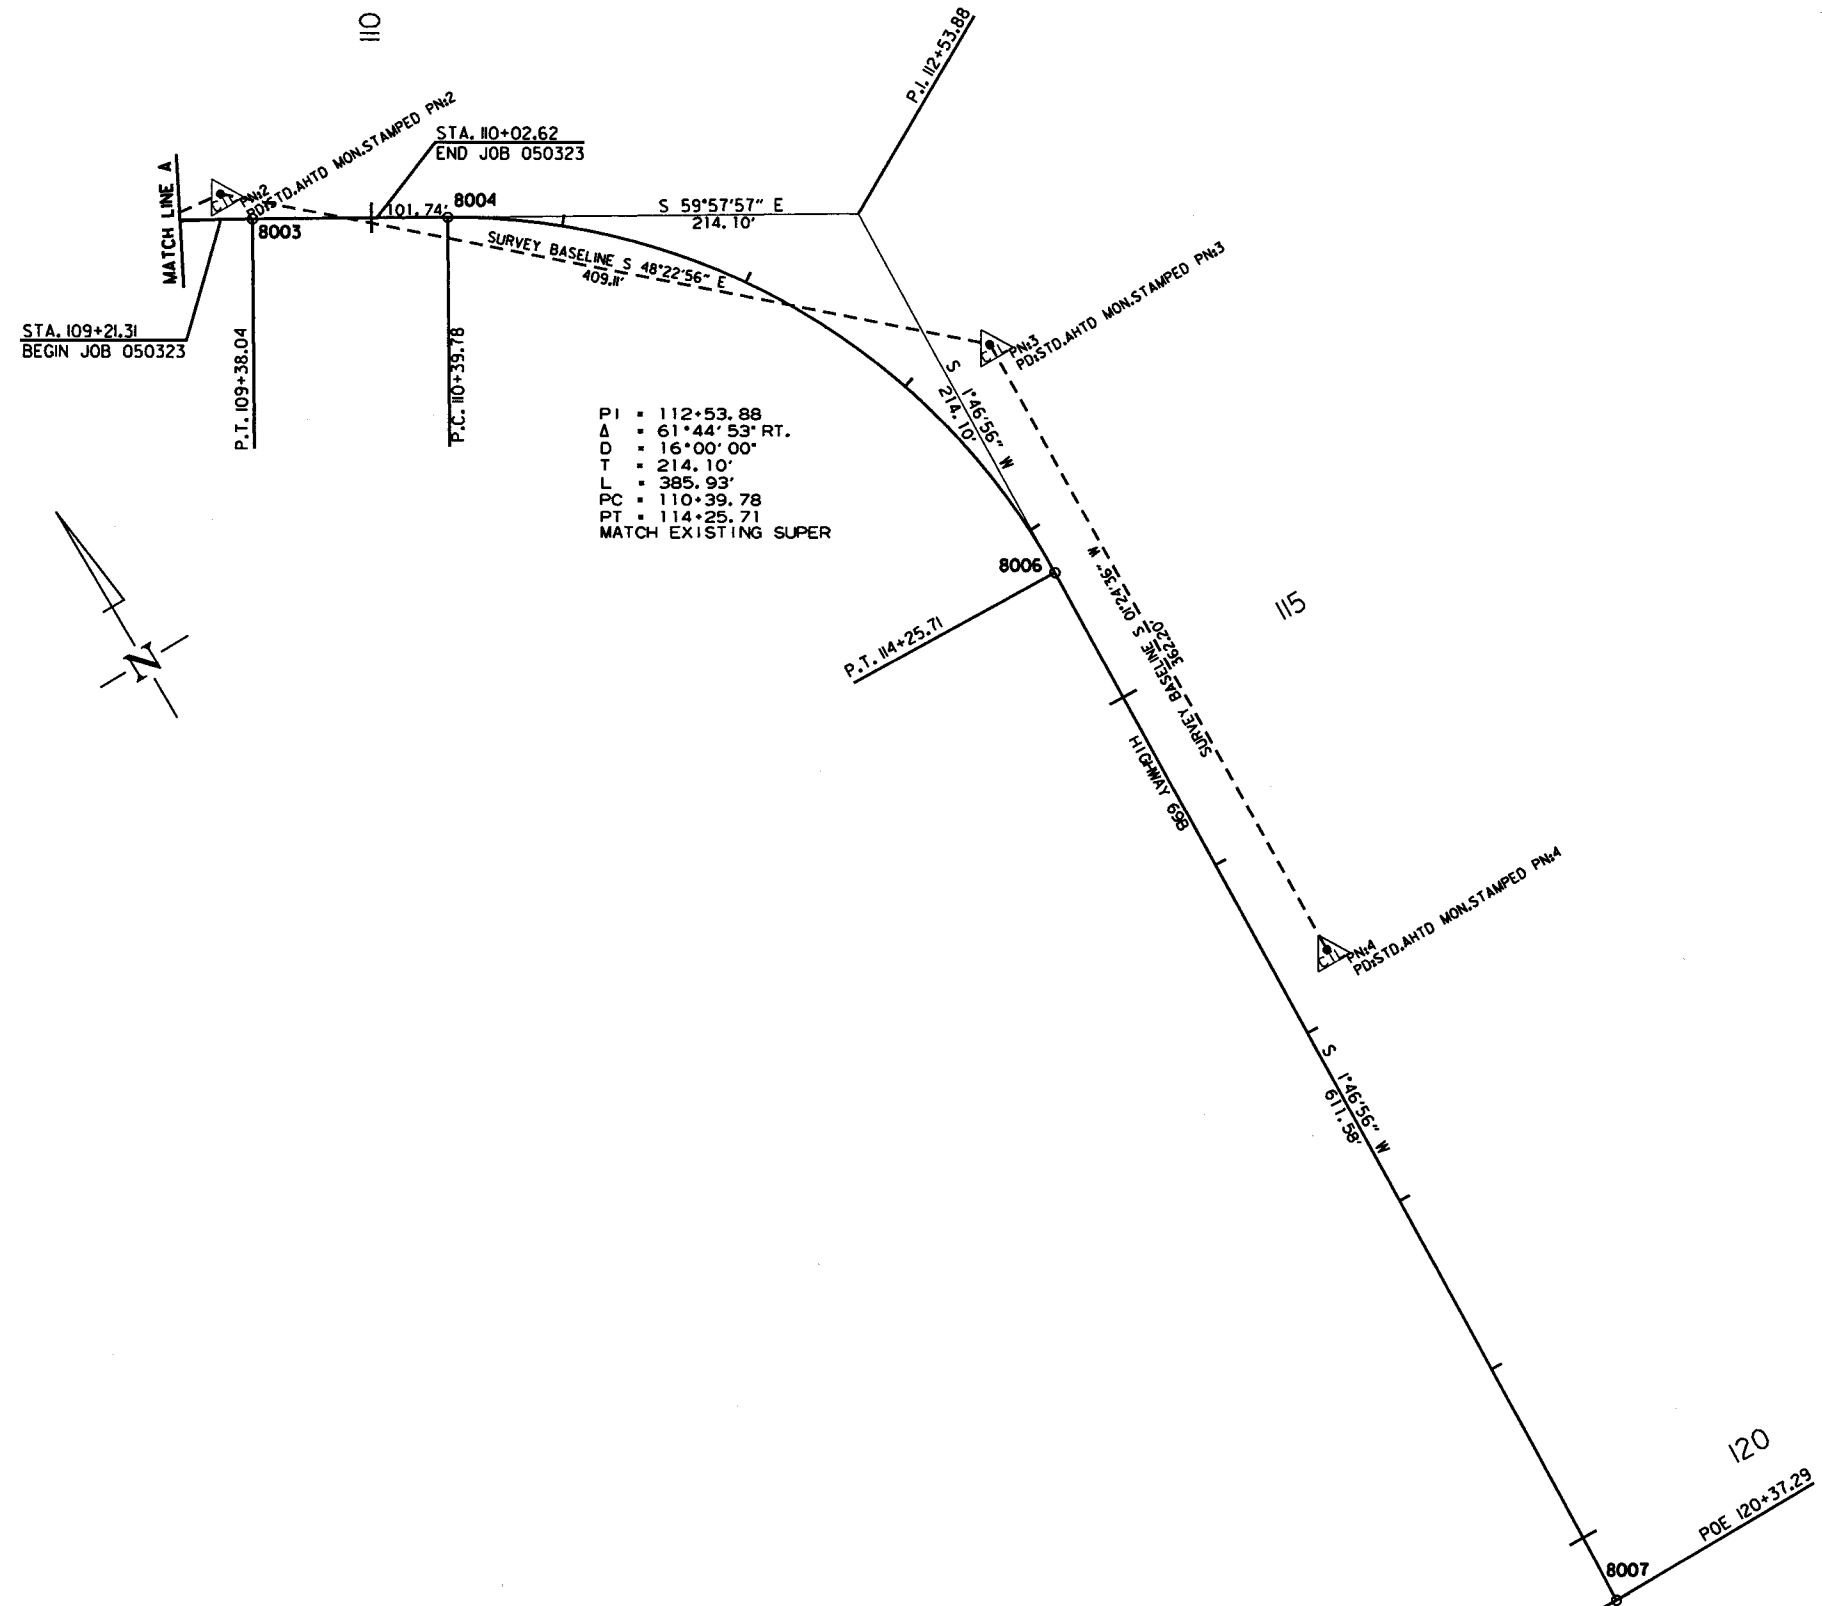 110
P.I. 112+53.88
PN:2
PD:STD.AHTD MON.STAMPED PN:2
STA. 110+02.62
END JOB 050323
MATCH LINE A
CTL
101.74'
8004
8003
S 59°57'57" E
214.10'
SURVEY BASELINE S 48°22'56" E
409.11'
STA. 109+21.31
BEGIN JOB 050323
P.T. 109+38.04
P.C. 110+39.78
CTL
PN:3
PD:STD.AHTD MON.STAMPED PN:3
S 1°46'56" W
214.10'
PI = 112+53.88
Δ = 61°44'53" RT.
D = 16°00'00"
T = 214.10'
L = 385.93'
PC = 110+39.78
PT = 114+25.71
MATCH EXISTING SUPER
N
8006
P.T. 114+25.71
SURVEY BASELINE S 01°24'36" W
362.20'
115
HIGHWAY 869
CTL
PN:4
PD:STD.AHTD MON.STAMPED PN:4
S 1°46'56" W
611.58'
120
POE 120+37.29
8007